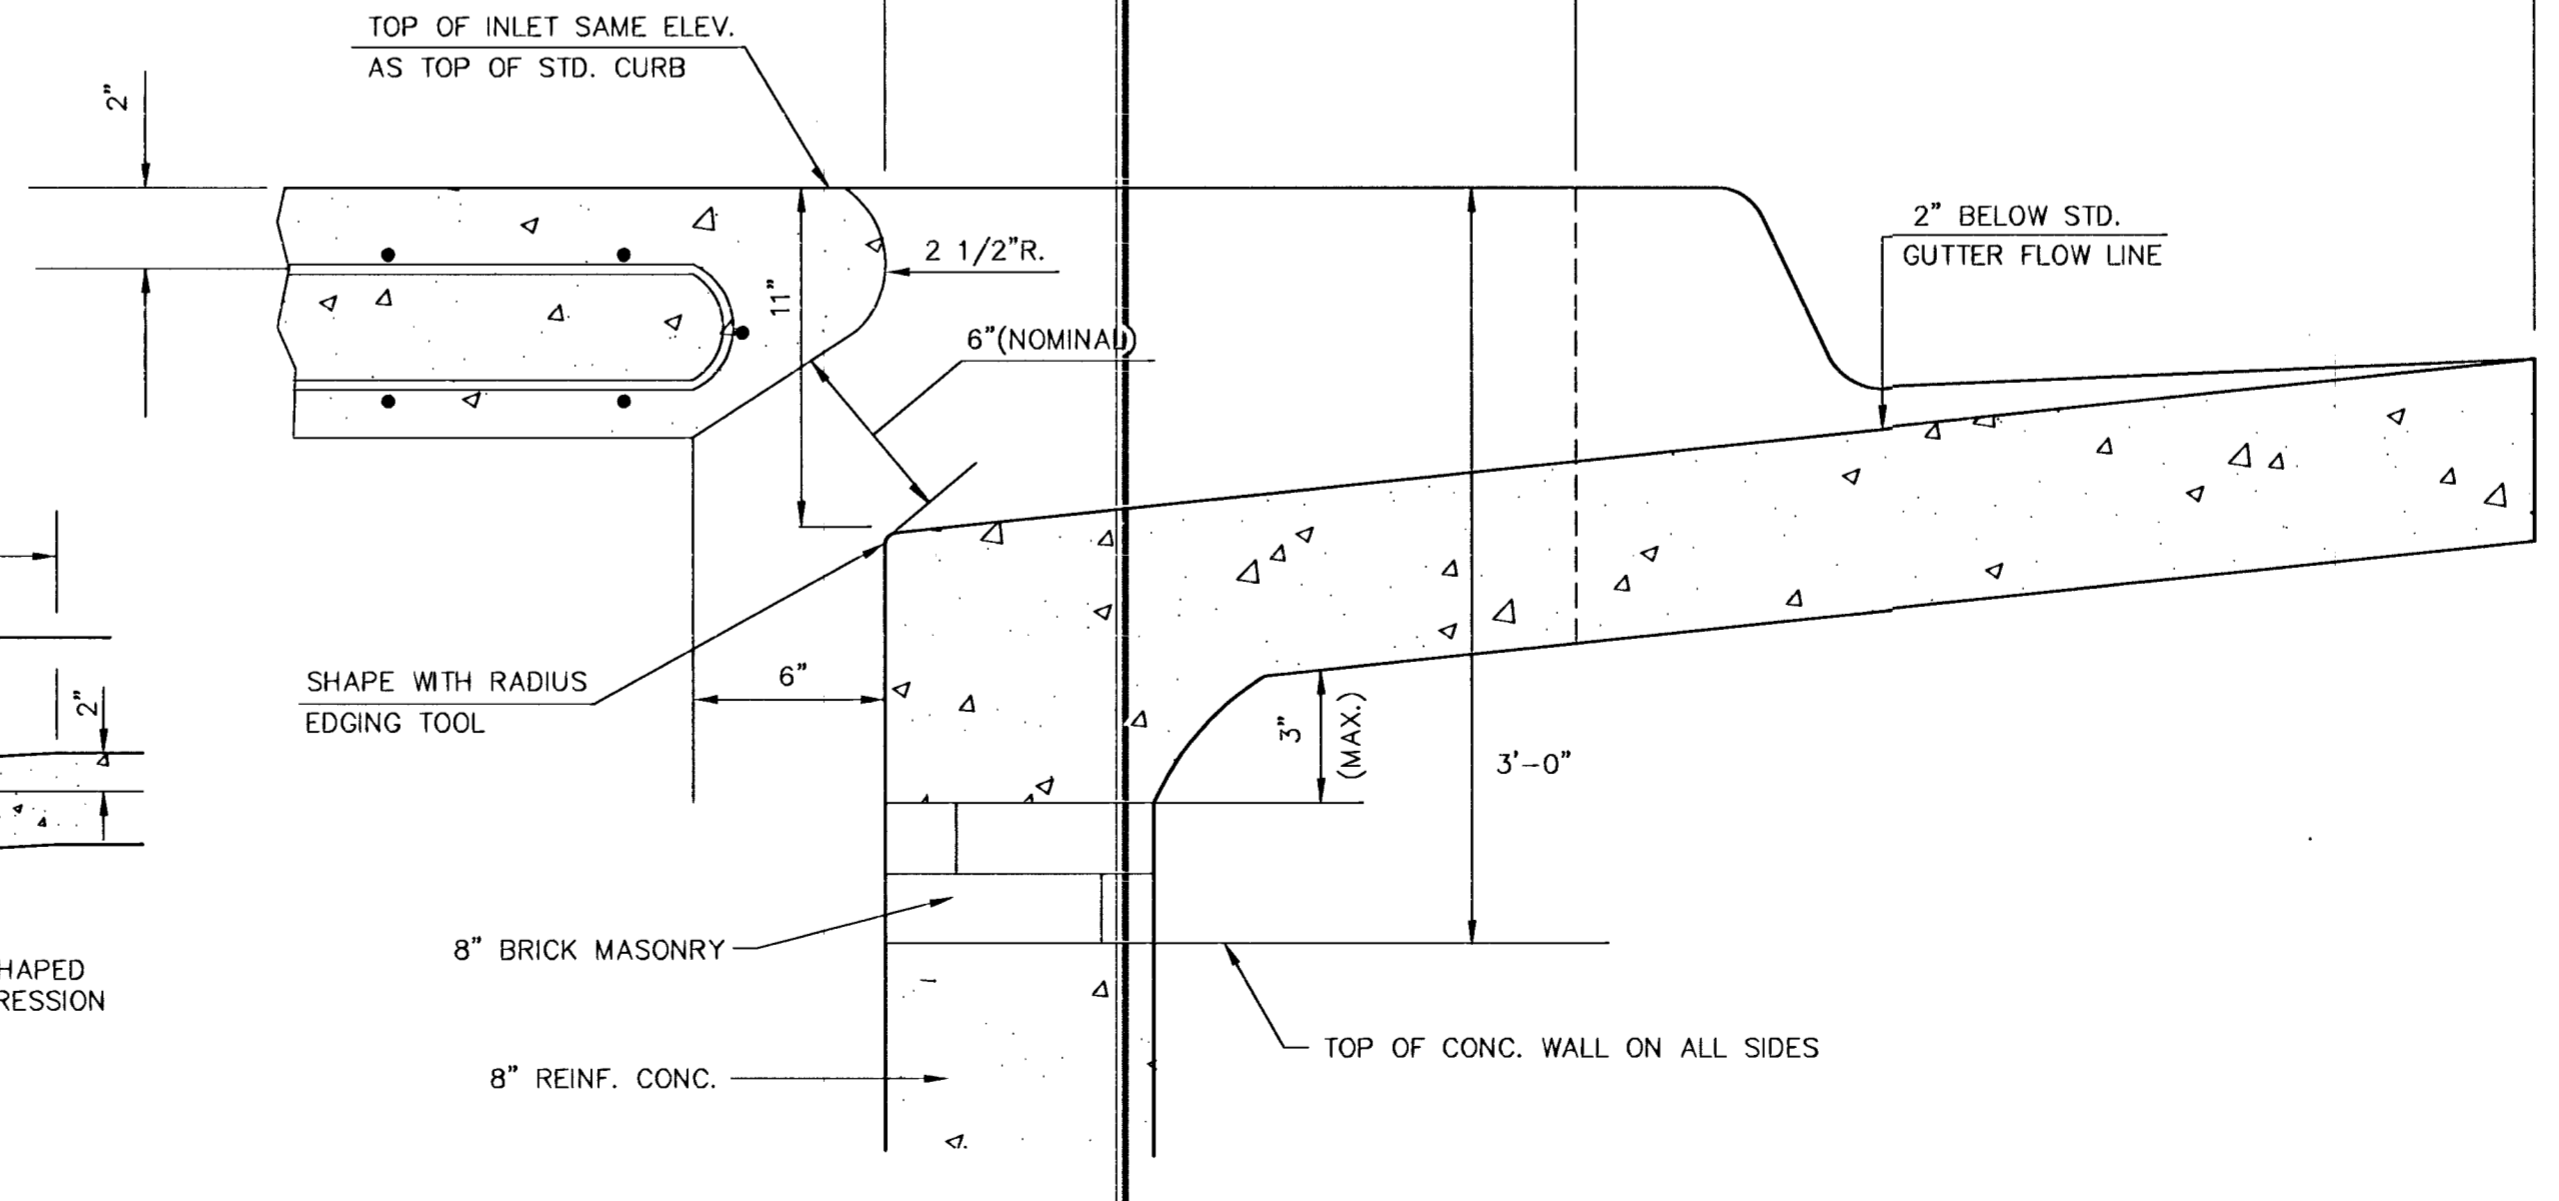 TOP OF INLET SAME ELEV.
AS TOP OF STD. CURB
2”
2” BELOW STD.
GUTTER FLOW LINE
2 1/2”R.
11”
6”(NOMINAL)
SHAPE WITH RADIUS
EDGING TOOL
6”
2”
3”
(MAX.)
3'-0”
8” BRICK MASONRY
HAPED
RESSION
TOP OF CONC. WALL ON ALL SIDES
8” REINF. CONC.